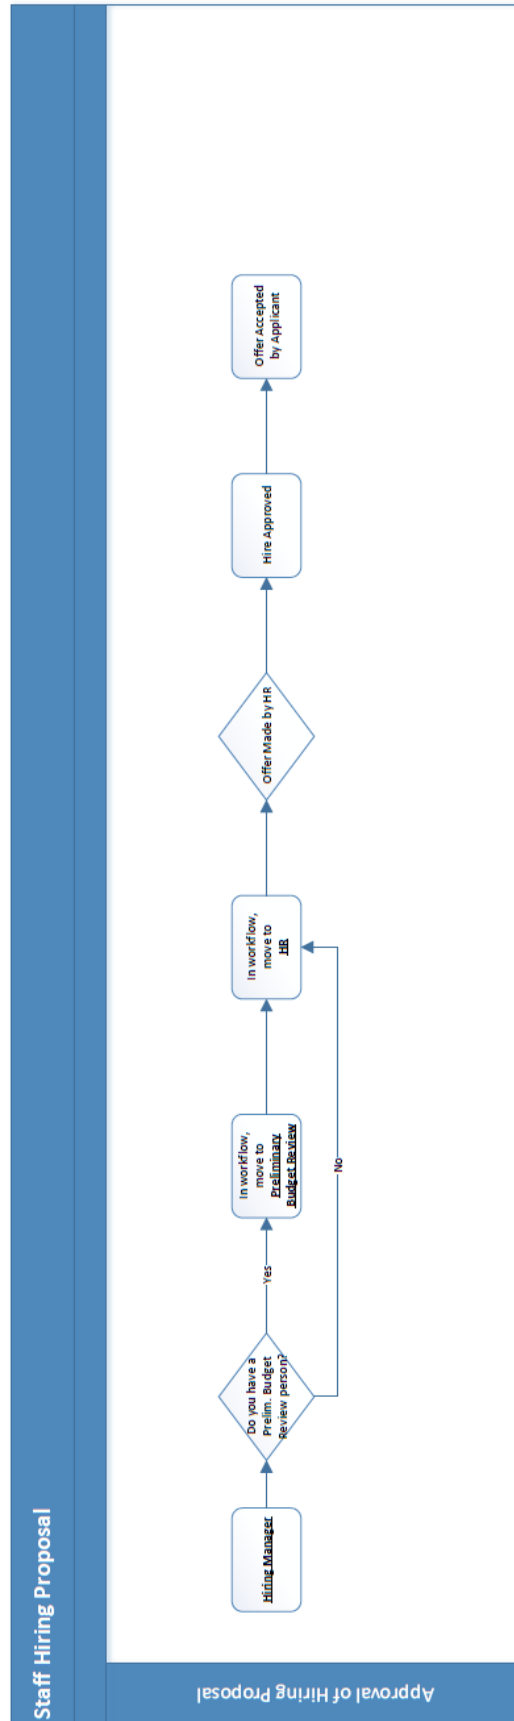 Staff Hiring Proposal
Approval of Hiring Proposal
Hiring Manager
Do you have a
Prelim. Budget
Review person?
Yes
No
In workflow,
move to
Preliminary
Budget Review
In workflow,
move to
HR
Offer Made by HR
Hire Approved
Offer Accepted
by Applicant